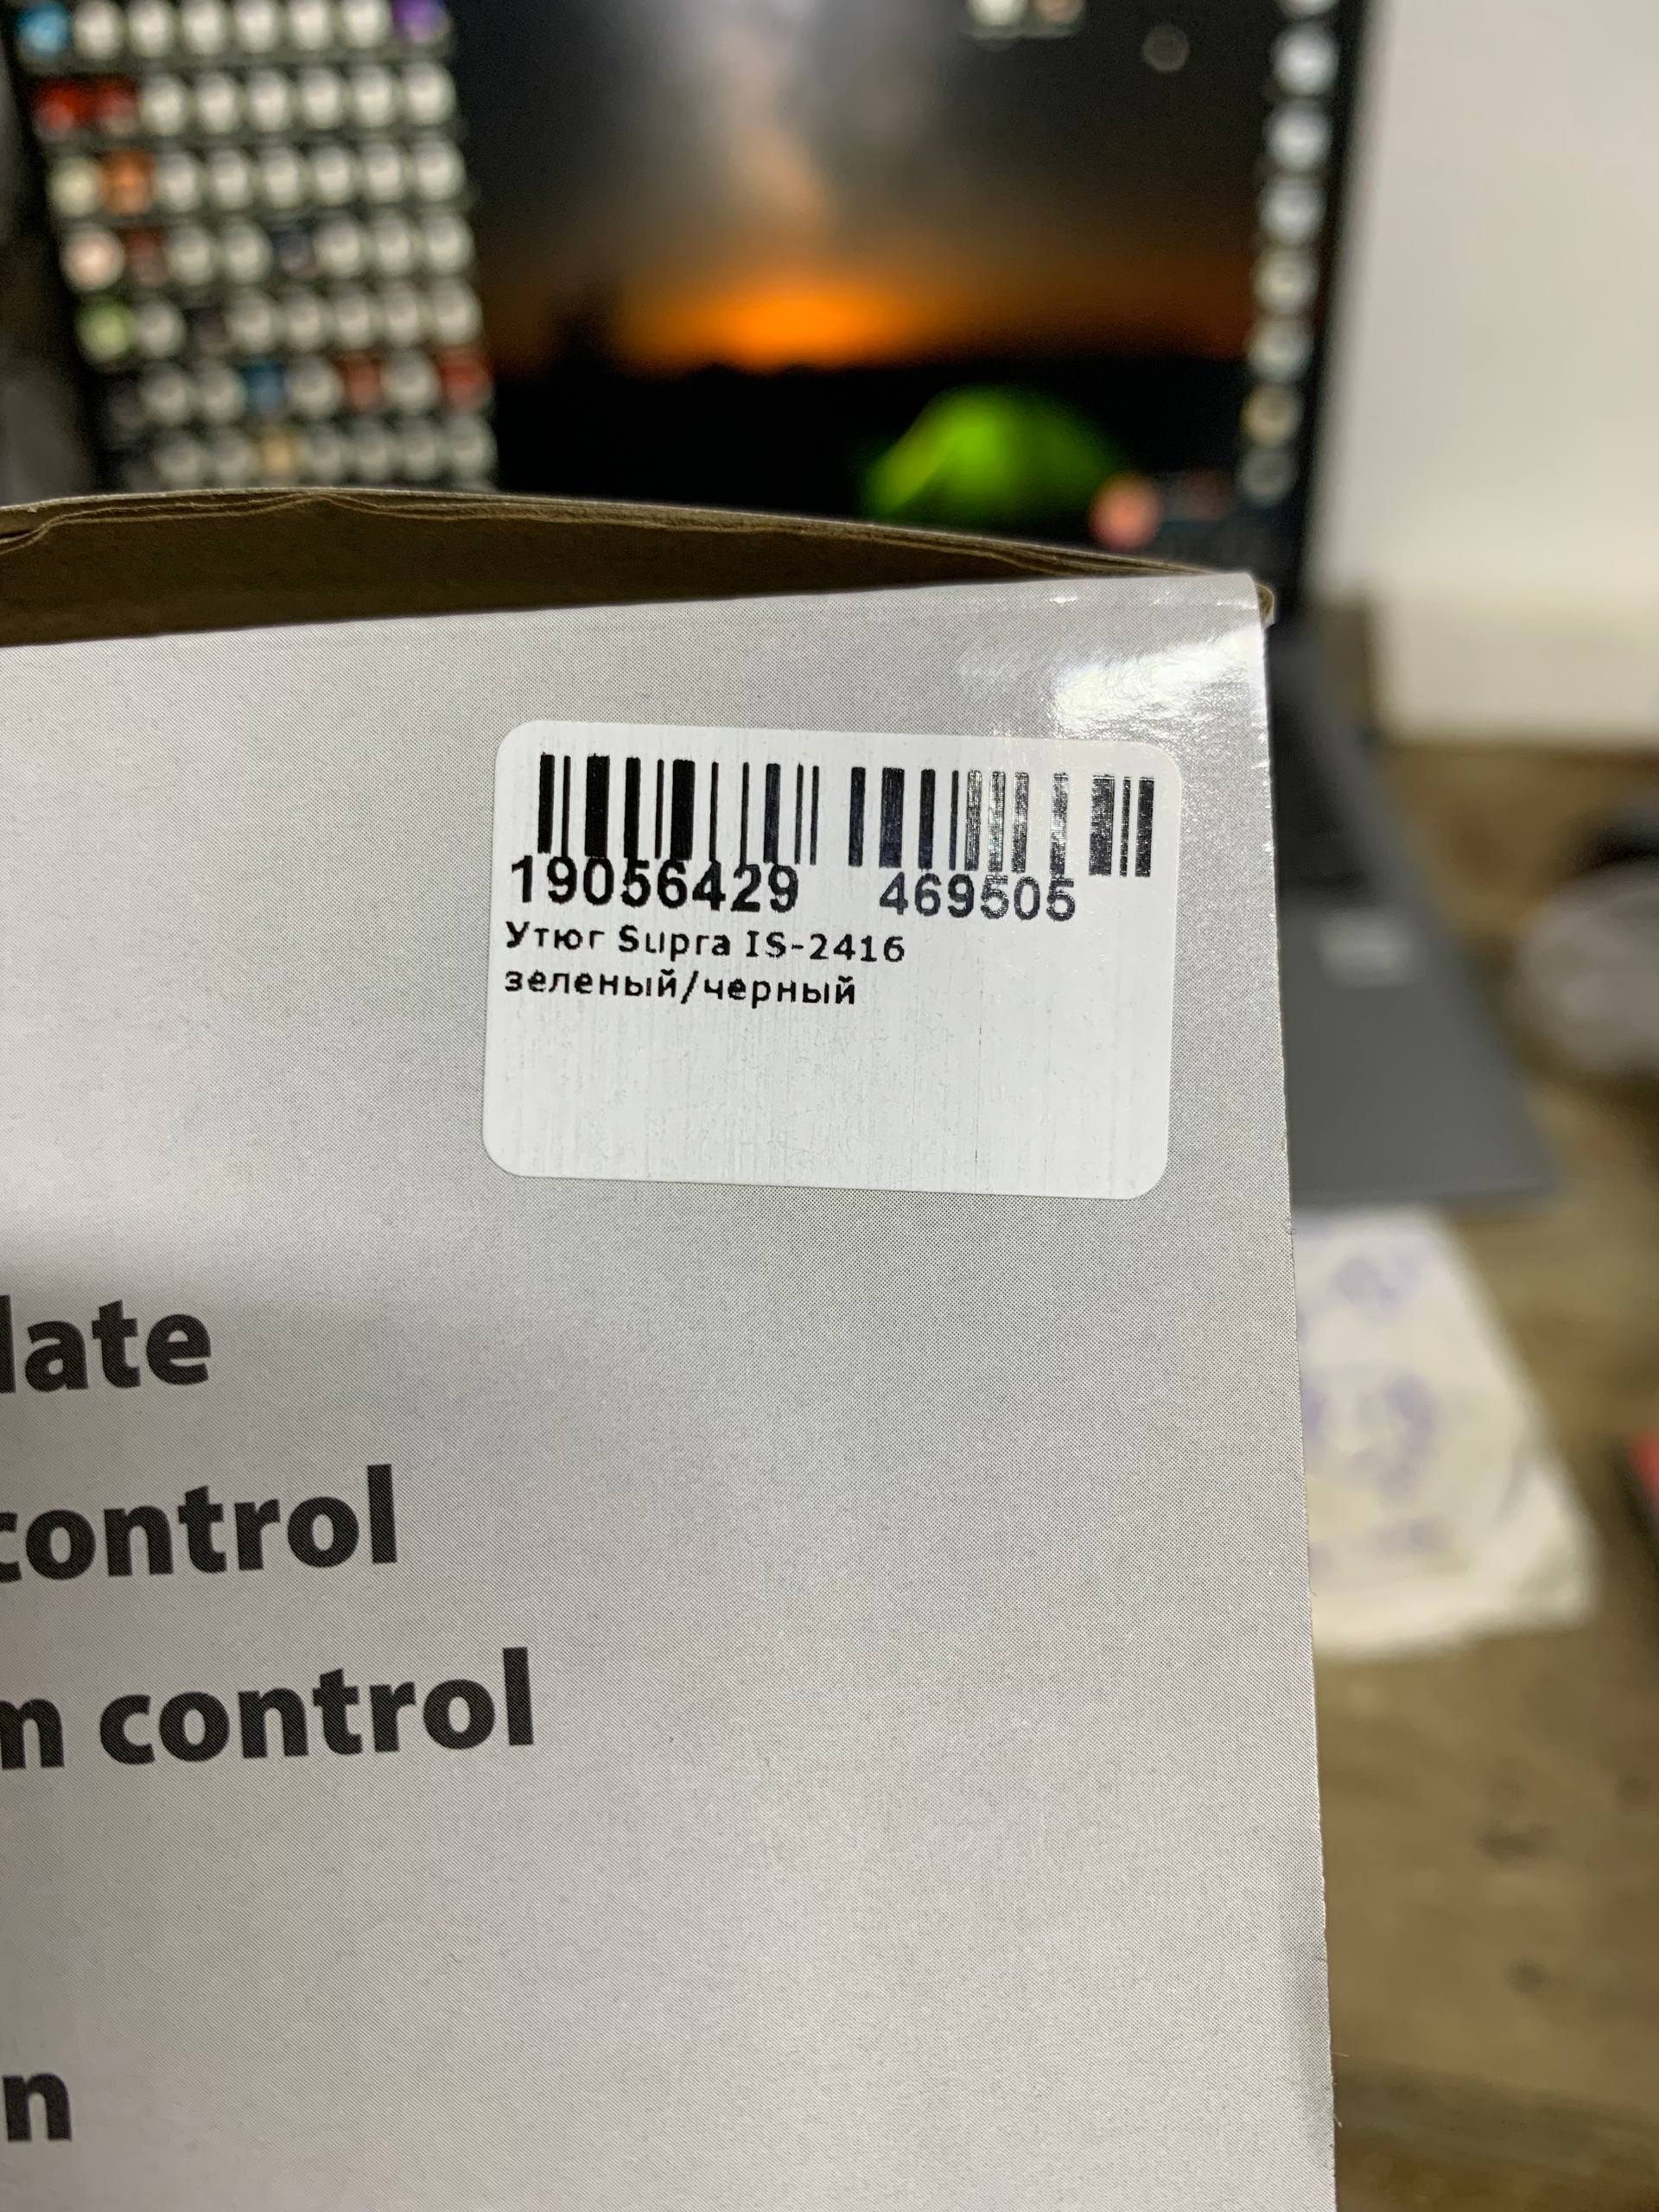 19056429 469505
Утюг Supra IS-2416
зеленый/черный
late
control
m control
n